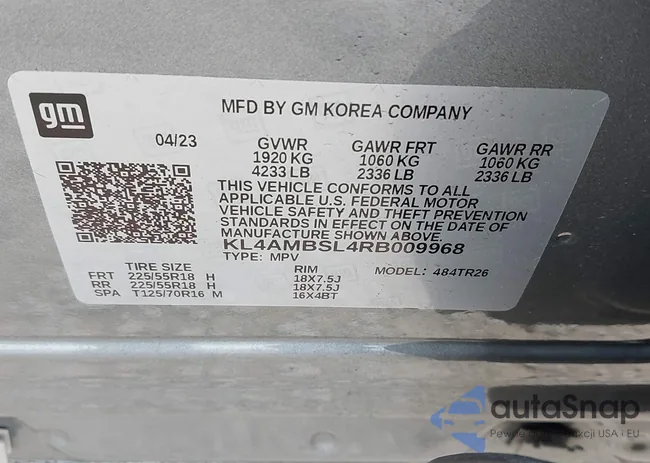 gm
MFD BY GM KOREA COMPANY
04/23 GVWR GAWR FRT GAWR RR
1920 KG 1060 KG 1060 KG
4233 LB 2336 LB 2336 LB
THIS VEHICLE CONFORMS TO ALL
APPLICABLE U.S. FEDERAL MOTOR
VEHICLE SAFETY AND THEFT PREVENTION
STANDARDS IN EFFECT ON THE DATE OF
MANUFACTURE SHOWN ABOVE.
KL4AMBSL4RB009968
TYPE: MPV
TIRE SIZE RIM MODEL: 484TR26
FRT 225/55R18 H 18X7.5J
RR 225/55R18 H 18X7.5J
SPA T125/70R16 M 16X4BT
autaSnap
USA · EU